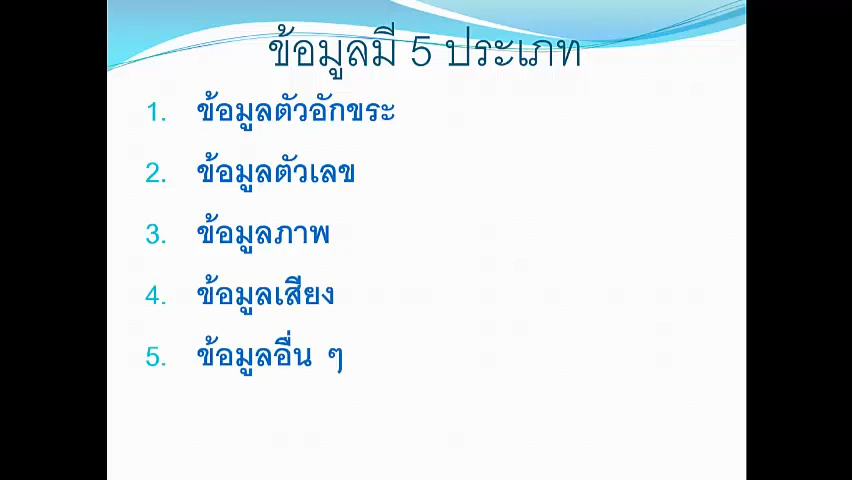 ข้อมูลมี 5 ประเภท
1. ข้อมูลตัวอักขระ
2. ข้อมูลตัวเลข
3. ข้อมูลภาพ
4. ข้อมูลเสียง
5. ข้อมูลอื่น ๆ